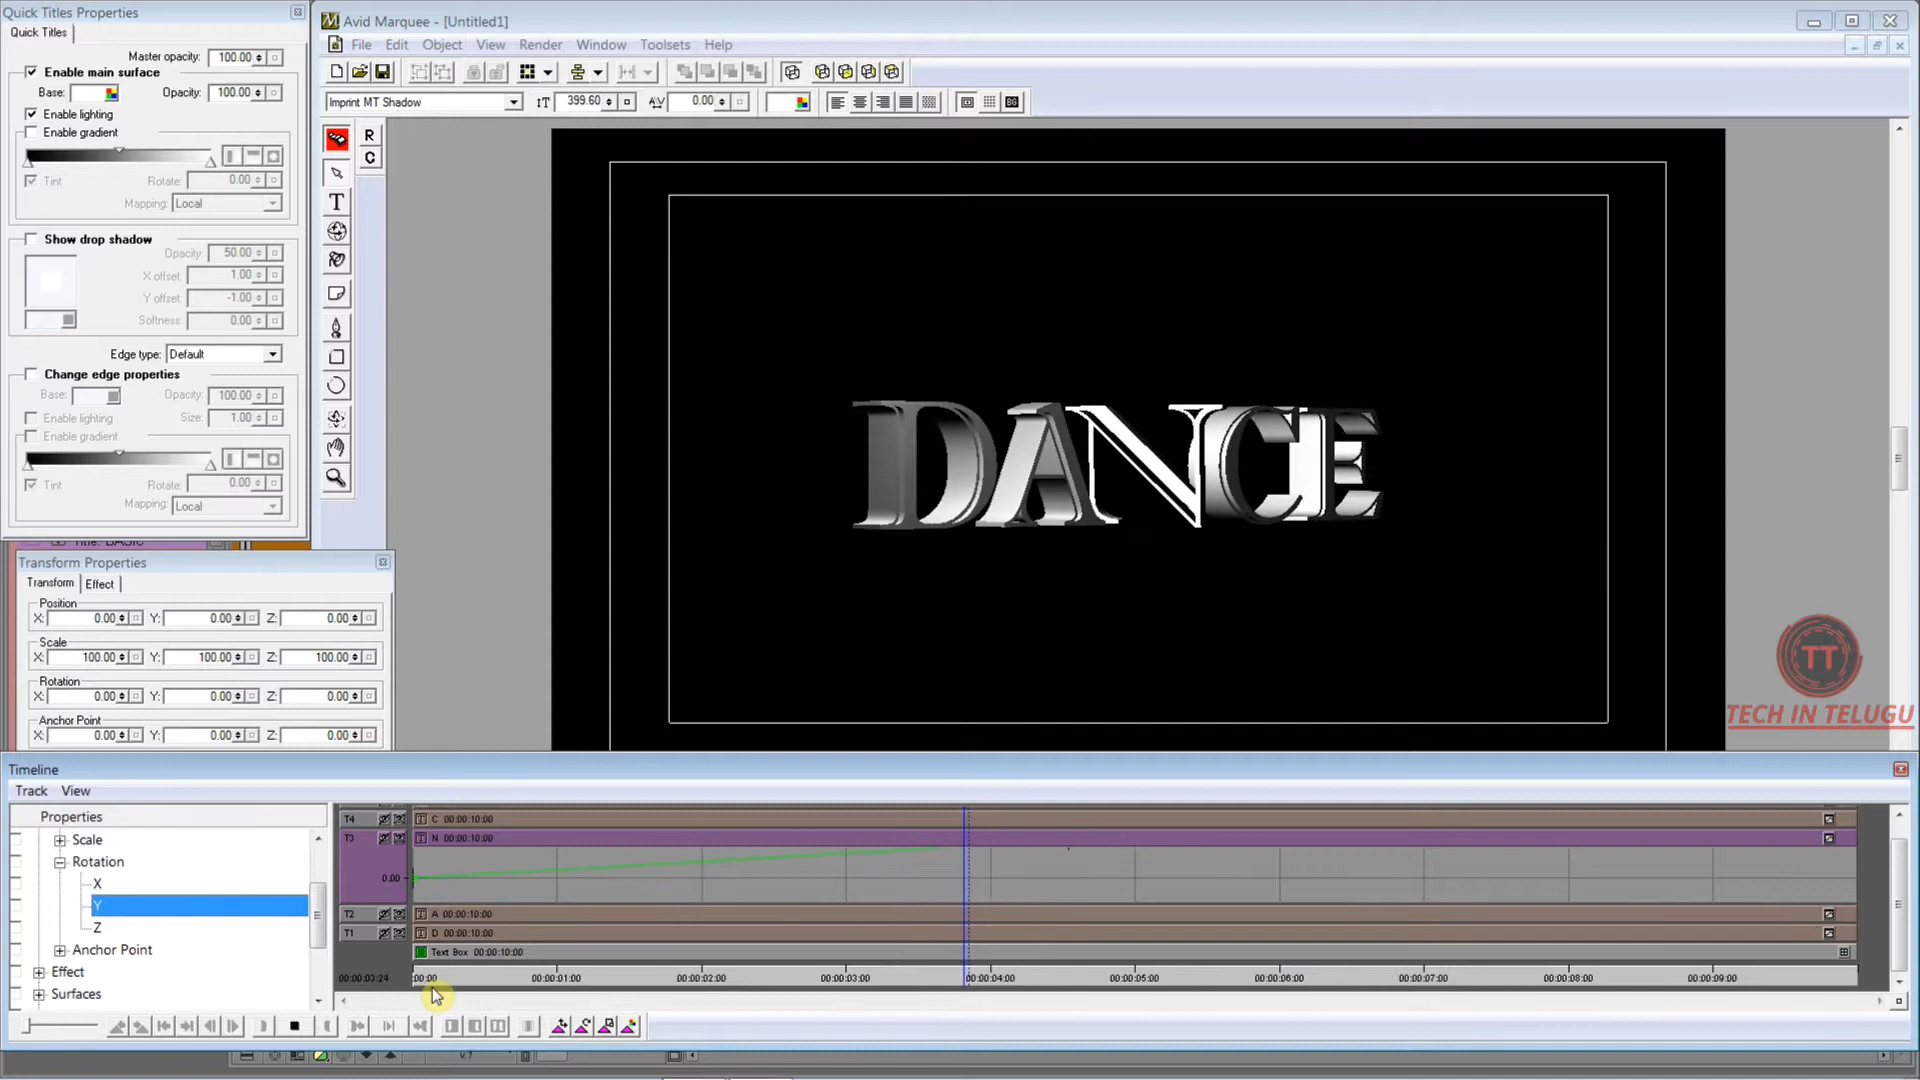 Quick Titles Properties
Quick Titles
Master opacity: 100.00
Enable main surface
Base: Opacity: 100.00
Enable lighting
Enable gradient
Tint Rotate: 0.00
Mapping: Local
Show drop shadow
Opacity: 50.00
X offset: 1.00
Y offset: -1.00
Softness: 0.00
Edge type: Default
Change edge properties
Base: Opacity: 100.00
Enable lighting Size: 1.00
Enable gradient
Tint Rotate: 0.00
Mapping: Local
Title: BASIC
Transform Properties
Transform Effect
Position
X: 0.00 Y: 0.00 Z: 0.00
Scale
X: 100.00 Y: 100.00 Z: 100.00
Rotation
X: 0.00 Y: 0.00 Z: 0.00
Anchor Point
X: 0.00 Y: 0.00 Z: 0.00
Avid Marquee - [Untitled1]
File Edit Object View Render Window Toolsets Help
Imprint MT Shadow 399.60 AV 0.00 BG
R
C
T
DANCE
TT
TECH IN TELUGU
Timeline
Track View
Properties
Scale
Rotation
X
Y
Z
Anchor Point
Effect
Surfaces
T4 C 00:00:10:00
T3 N 00:00:10:00
0.00
T2 A 00:00:10:00
T1 D 00:00:10:00
Text Box 00:00:10:00
00:00:03:24 :00:00 00:00:01:00 00:00:02:00 00:00:03:00 00:00:04:00 00:00:05:00 00:00:06:00 00:00:07:00 00:00:08:00 00:00:09:00
V.7